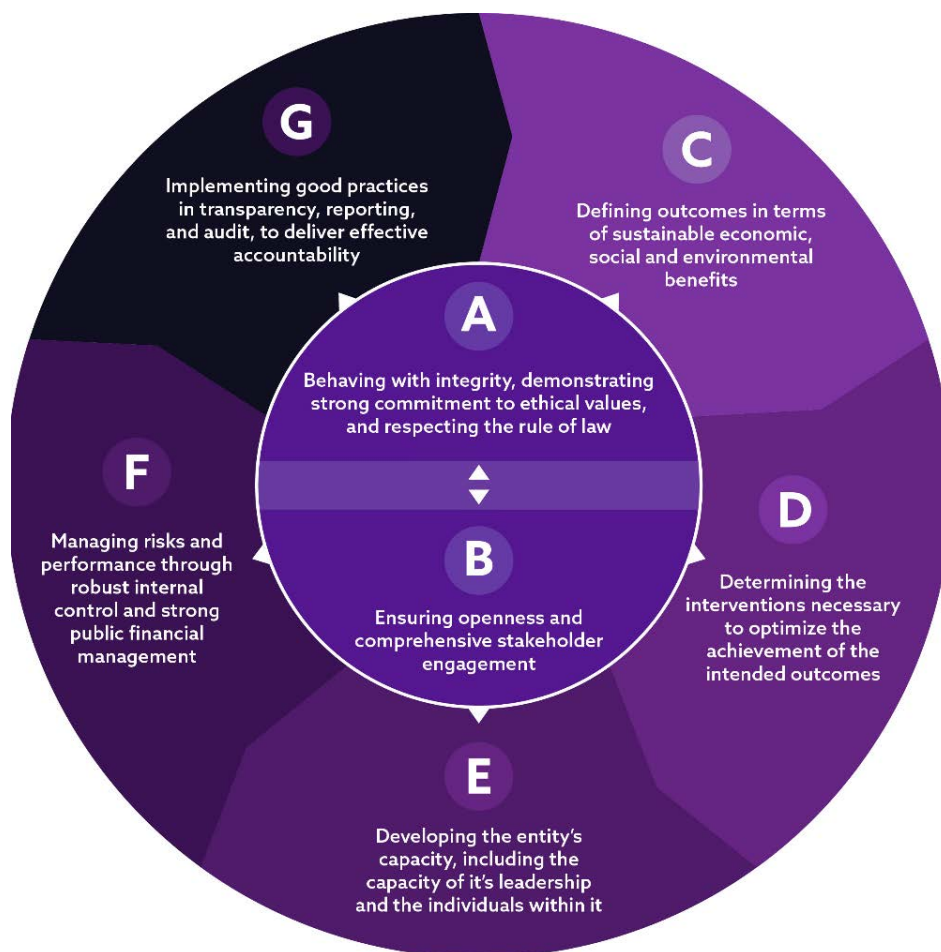 A
Behaving with integrity, demonstrating
strong commitment to ethical values,
and respecting the rule of law
B
Ensuring openness and
comprehensive stakeholder
engagement
C
Defining outcomes in terms
of sustainable economic,
social and environmental
benefits
D
Determining the
interventions necessary
to optimize the
achievement of the
intended outcomes
E
Developing the entity's
capacity, including the
capacity of it's leadership
and the individuals within it
F
Managing risks and
performance through
robust internal
control and strong
public financial
management
G
Implementing good practices
in transparency, reporting,
and audit, to deliver effective
accountability